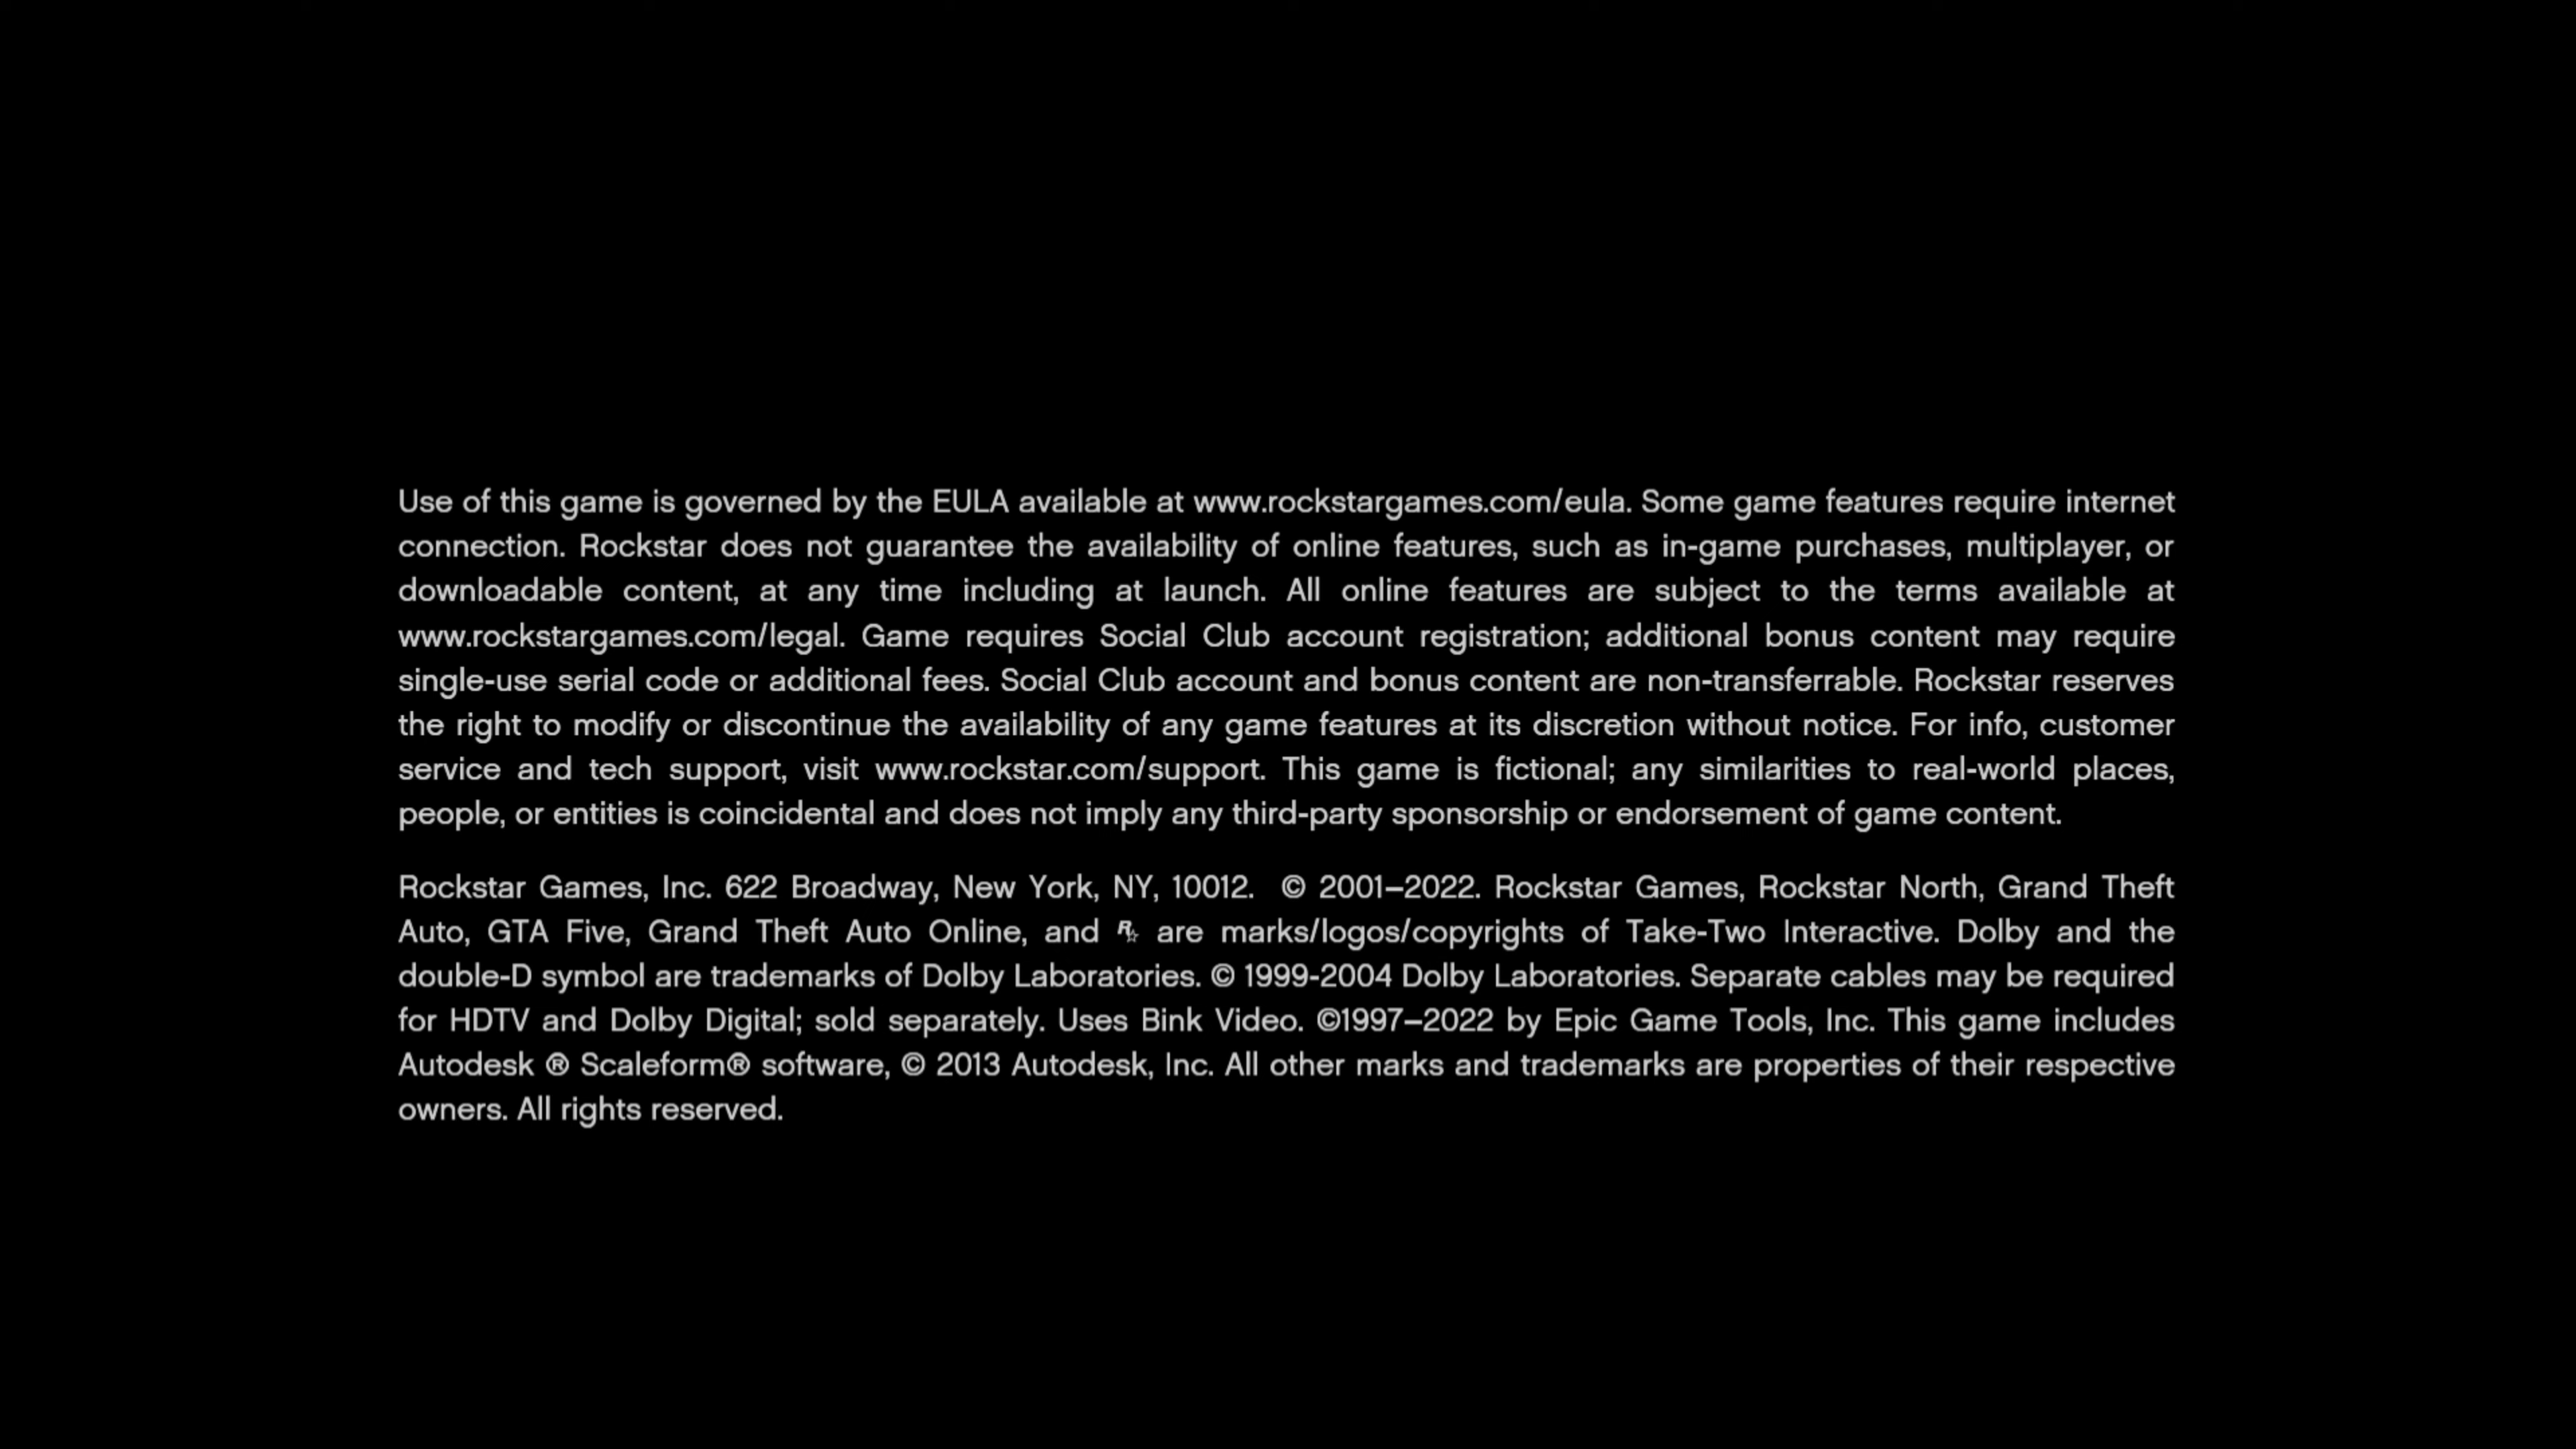 Use of this game is governed by the EULA available at www.rockstargames.com/eula. Some game features require internet
connection. Rockstar does not guarantee the availability of online features, such as in-game purchases, multiplayer, or
downloadable content, at any time including at launch. All online features are subject to the terms available at
www.rockstargames.com/legal. Game requires Social Club account registration; additional bonus content may require
single-use serial code or additional fees. Social Club account and bonus content are non-transferrable. Rockstar reserves
the right to modify or discontinue the availability of any game features at its discretion without notice. For info, customer
service and tech support, visit www.rockstar.com/support. This game is fictional; any similarities to real-world places,
people, or entities is coincidental and does not imply any third-party sponsorship or endorsement of game content.
Rockstar Games, Inc. 622 Broadway, New York, NY, 10012.  © 2001–2022. Rockstar Games, Rockstar North, Grand Theft
Auto, GTA Five, Grand Theft Auto Online, and R☆ are marks/logos/copyrights of Take-Two Interactive. Dolby and the
double-D symbol are trademarks of Dolby Laboratories. © 1999-2004 Dolby Laboratories. Separate cables may be required
for HDTV and Dolby Digital; sold separately. Uses Bink Video. ©1997–2022 by Epic Game Tools, Inc. This game includes
Autodesk ® Scaleform® software, © 2013 Autodesk, Inc. All other marks and trademarks are properties of their respective
owners. All rights reserved.